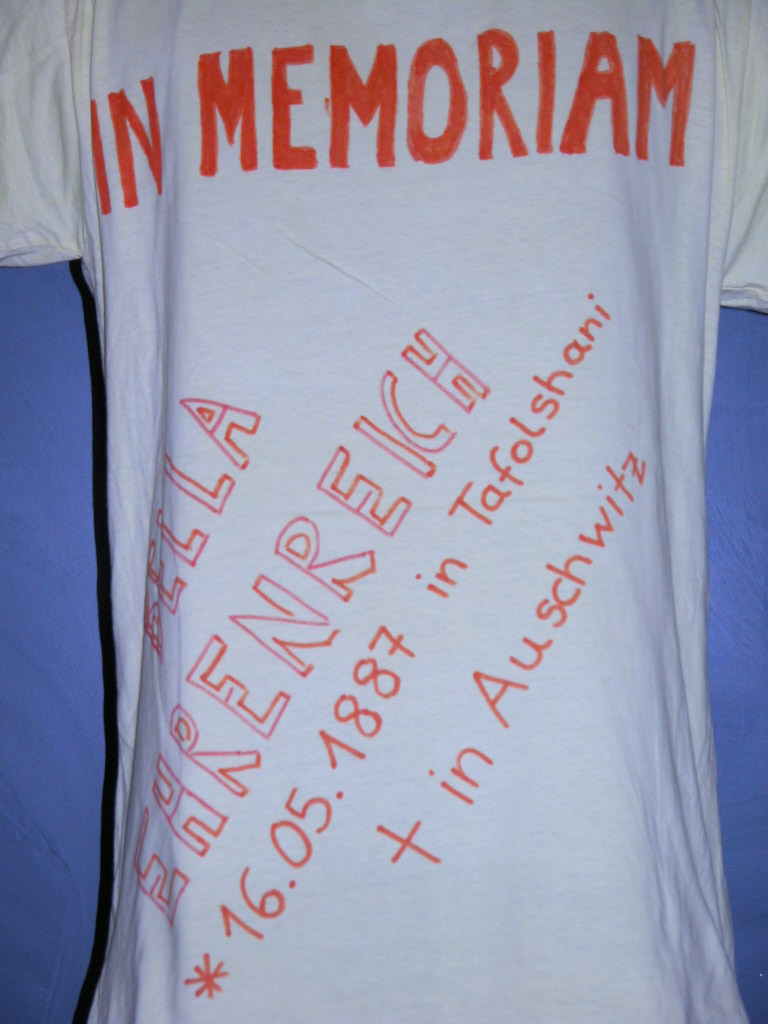 IN MEMORIAM
BELLA
EHRENREICH
* 16.05.1887 in Tafolshani
+ in Auschwitz